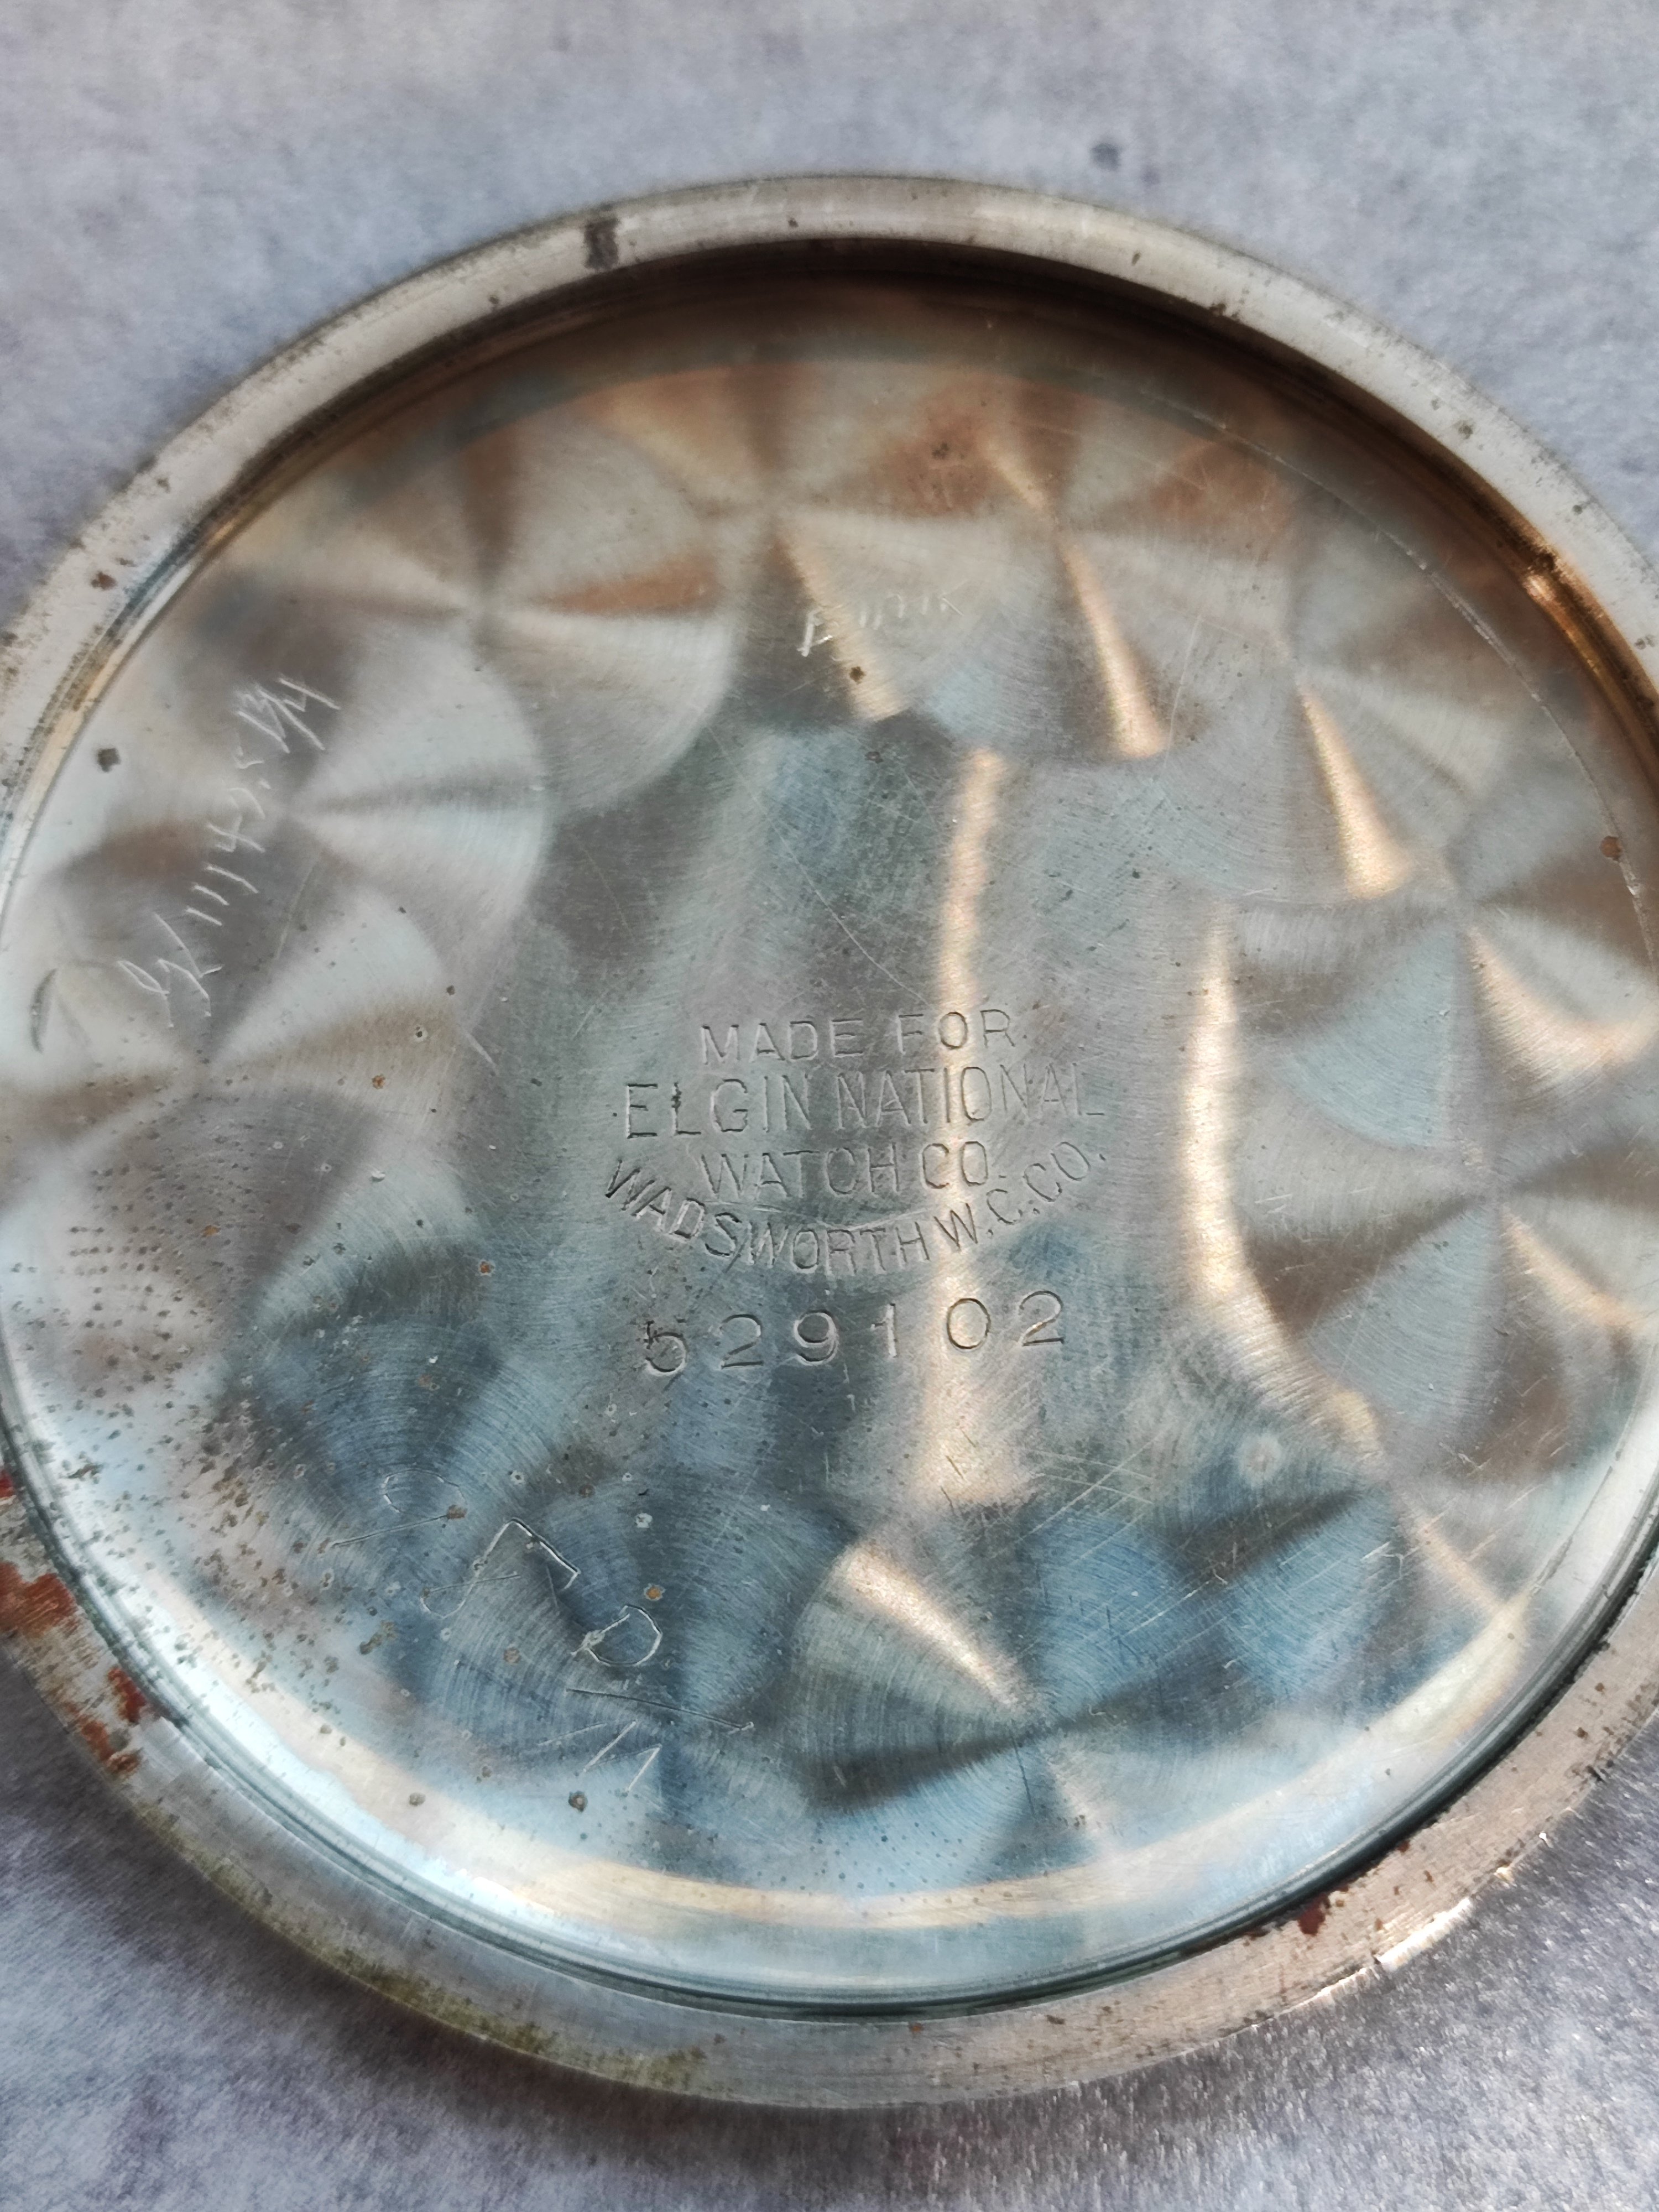 MADE FOR
ELGIN NATIONAL
WATCH CO.
WADSWORTH W.C.CO.
529102